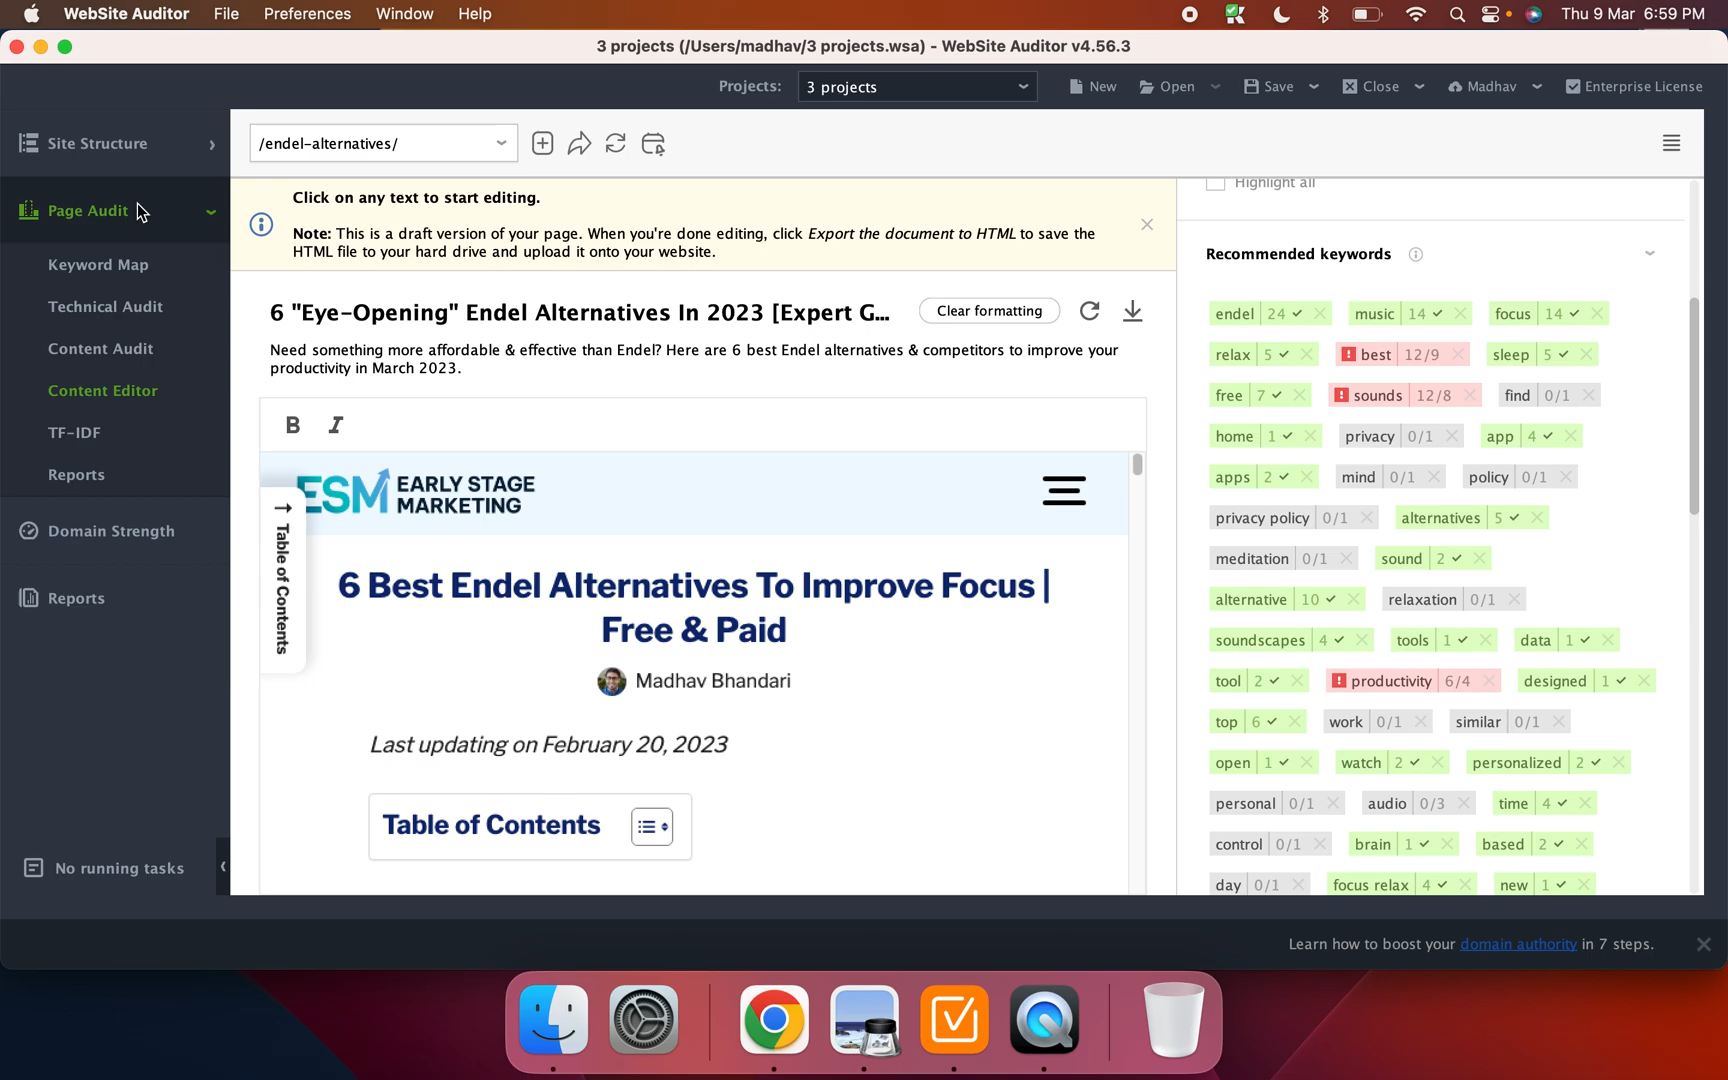 WebSite Auditor File Preferences Window Help Thu 9 Mar 6:59 PM
3 projects (/Users/madhav/3 projects.wsa) - WebSite Auditor v4.56.3
Projects: 3 projects New Open Save Close Madhav Enterprise License
Site Structure
/endel-alternatives/
Page Audit
Keyword Map
Technical Audit
Content Audit
Content Editor
TF-IDF
Reports
Domain Strength
Reports
No running tasks
Click on any text to start editing.
Note: This is a draft version of your page. When you're done editing, click Export the document to HTML to save the
HTML file to your hard drive and upload it onto your website.
6 "Eye-Opening" Endel Alternatives In 2023 [Expert G...
Clear formatting
Need something more affordable & effective than Endel? Here are 6 best Endel alternatives & competitors to improve your
productivity in March 2023.
B I
ESM EARLY STAGE
MARKETING
Table of Contents
6 Best Endel Alternatives To Improve Focus |
Free & Paid
Madhav Bhandari
Last updating on February 20, 2023
Table of Contents
Highlight all
Recommended keywords
endel 24 music 14 focus 14
relax 5 best 12/9 sleep 5
free 7 sounds 12/8 find 0/1
home 1 privacy 0/1 app 4
apps 2 mind 0/1 policy 0/1
privacy policy 0/1 alternatives 5
meditation 0/1 sound 2
alternative 10 relaxation 0/1
soundscapes 4 tools 1 data 1
tool 2 productivity 6/4 designed 1
top 6 work 0/1 similar 0/1
open 1 watch 2 personalized 2
personal 0/1 audio 0/3 time 4
control 0/1 brain 1 based 2
day 0/1 focus relax 4 new 1
Learn how to boost your domain authority in 7 steps.